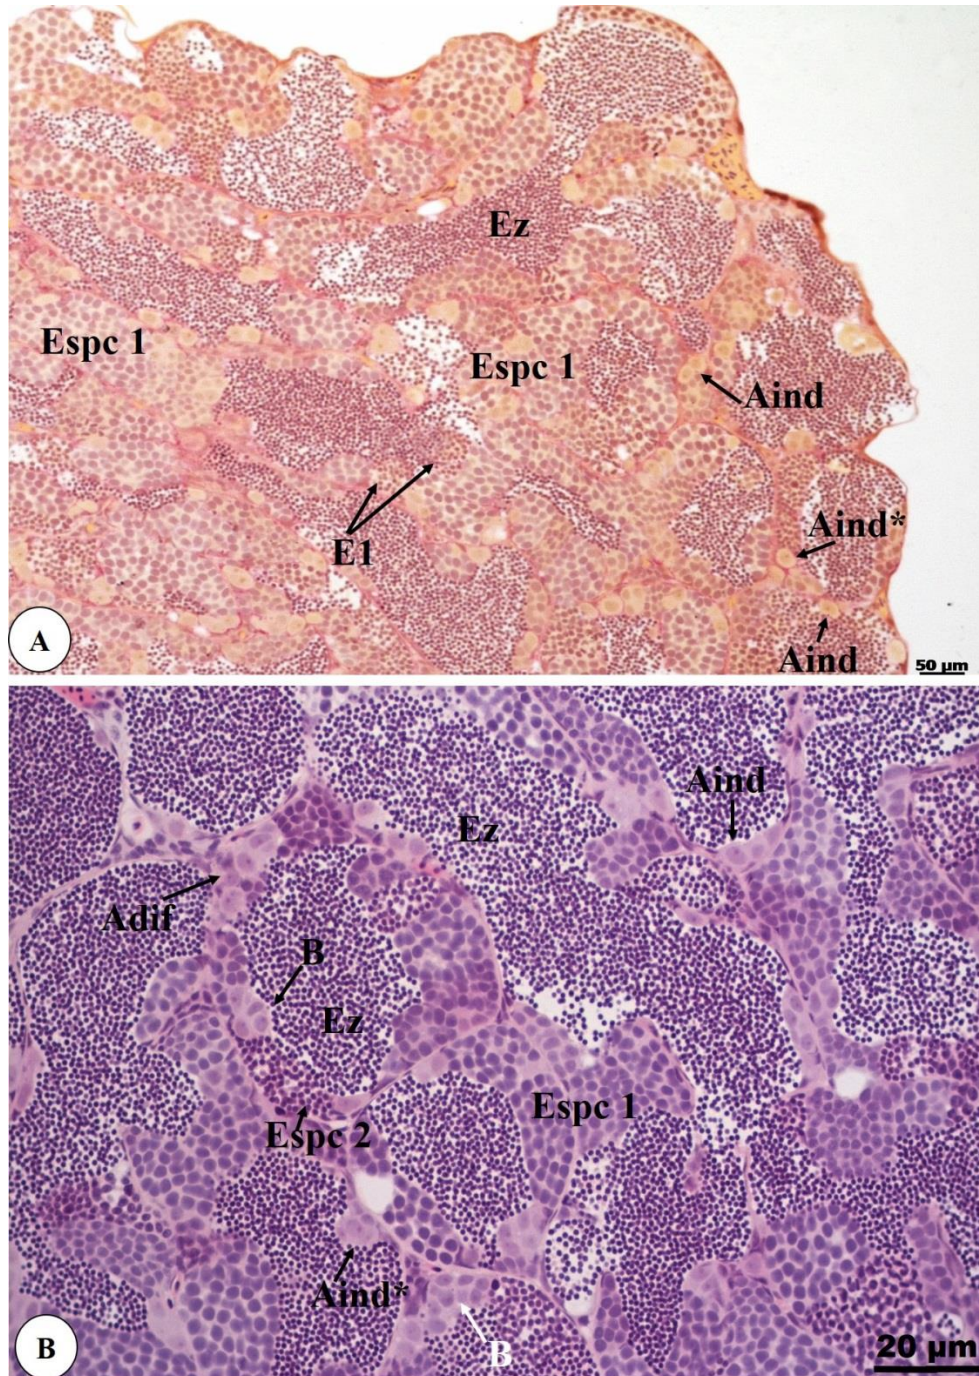 Ez
Espc 1
Espc 1
Aind
E1
Aind*
Aind
A
50 µm
Aind
Ez
Adif
B
Ez
Espc 1
Espc 2
Aind*
B
B
20 µm